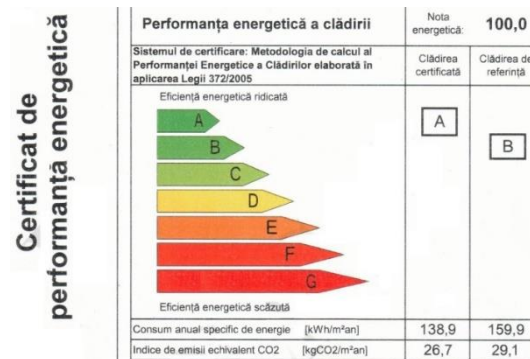 Certificat de
performanță energetică
Performanța energetică a clădirii
Nota
energetică:
100,0
Sistemul de certificare: Metodologia de calcul al
Performanței Energetice a Clădirilor elaborată în
aplicarea Legii 372/2005
Clădirea
certificată
Clădirea de
referință
Eficiență energetică ridicată
A
B
C
D
E
F
G
A
B
Eficiență energetică scăzută
Consum anual specific de energie [kWh/m²an] 138,9 159,9
Indice de emisii echivalent CO2 [kgCO2/m²an] 26,7 29,1